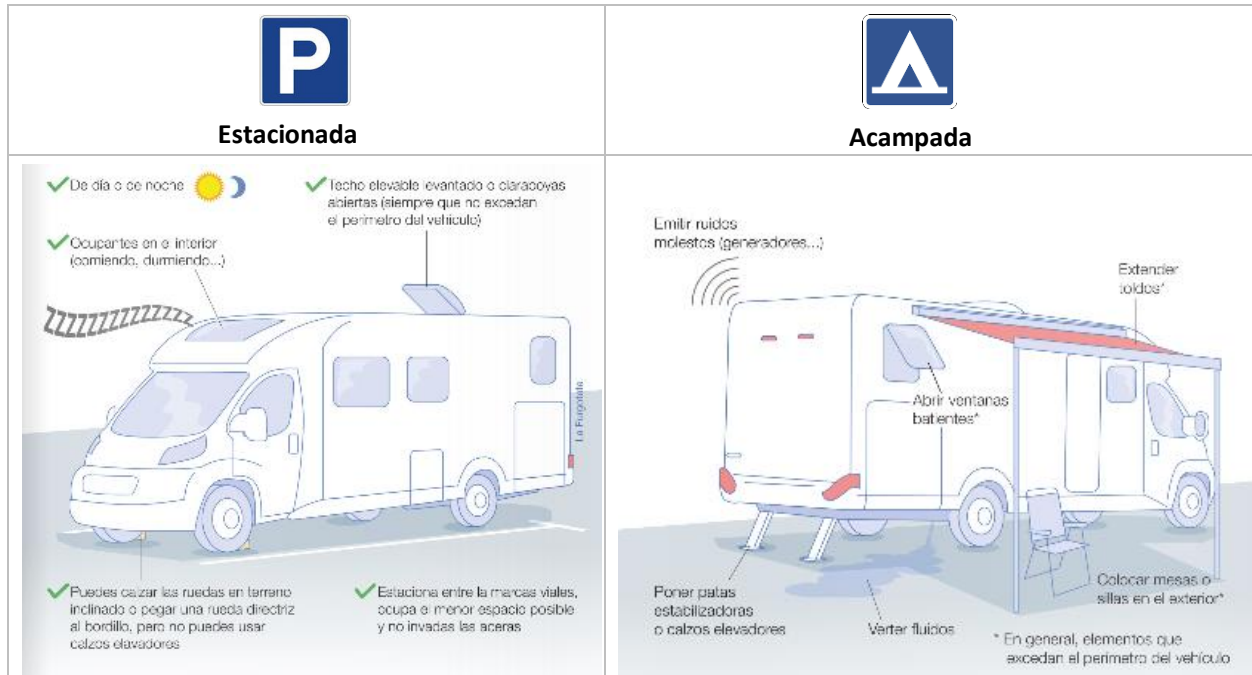 P
Estacionada
Acampada
De día o de noche
Techo elevable levantado o claraboyas
abiertas (siempre que no excedan
el perimetro del vehículo)
Ocupantes en el interior
(comiendo, durmiendo...)
La Furgoteta
Puedes calzar las ruedas en terreno
inclinado o pegar una rueda directriz
al bordillo, pero no puedes usar
calzos elavadores
Estaciona entre la marcas viales,
ocupa el menor espacio posible
y no invadas las aceras
Emitir ruidos
molestos (generadores...)
Extender
toldos*
Abrir ventanas
batientes*
Poner patas
estabilizadoras
o calzos elevadores
Verter fluidos
Colocar mesas o
sillas en el exterior*
* En general, elementos que
excedan el perímetro del vehículo